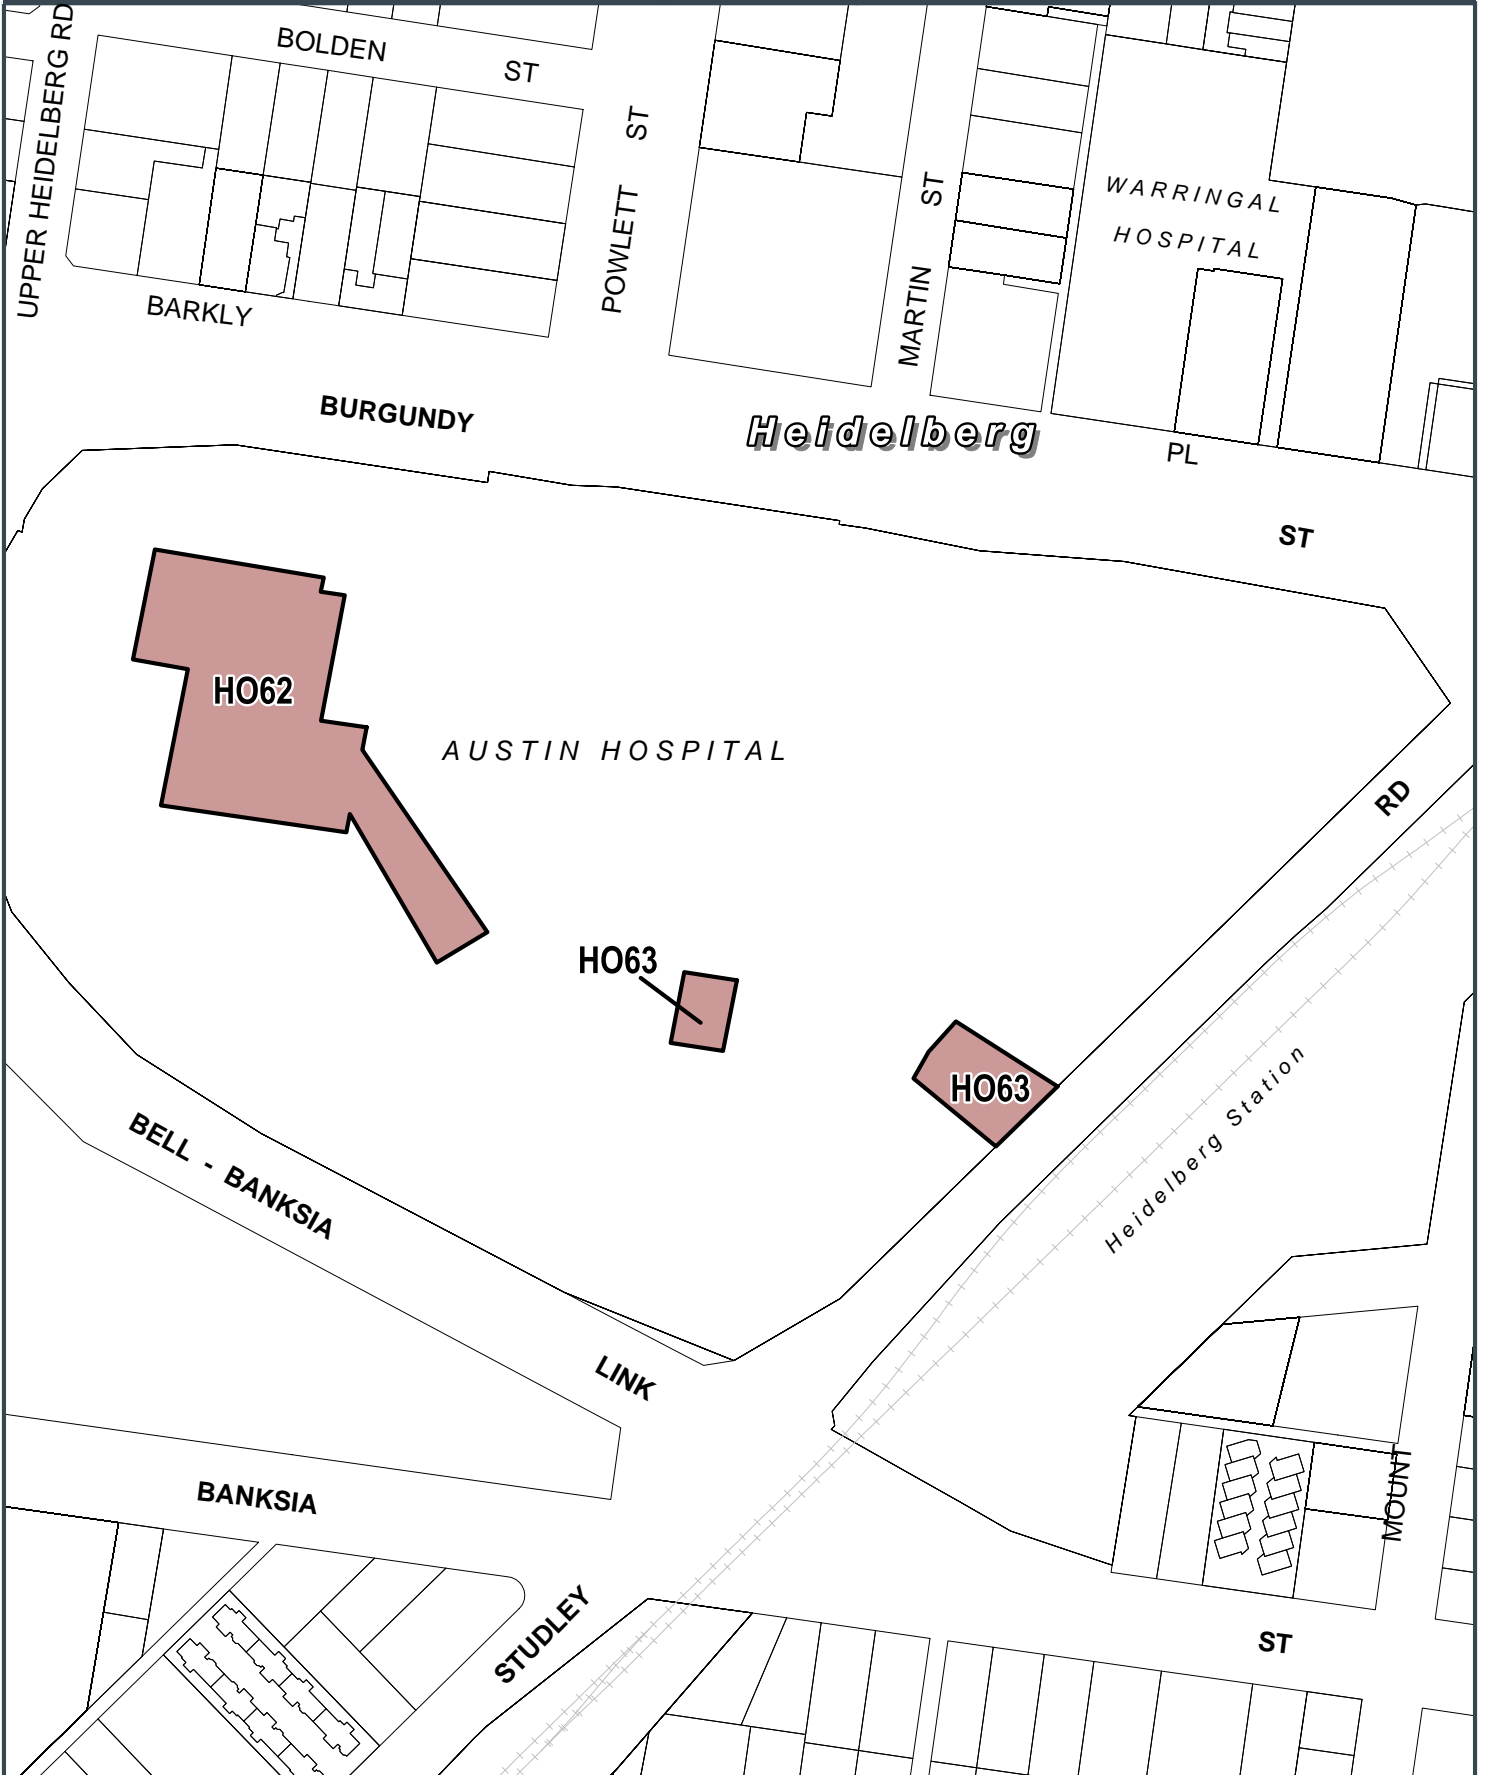 BOLDEN
ST
UPPER HEIDELBERG RD
ST
POWLETT
ST
MARTIN
WARRINGAL
HOSPITAL
BARKLY
BURGUNDY
Heidelberg
PL
ST
HO62
AUSTIN HOSPITAL
RD
HO63
HO63
Heidelberg Station
BELL - BANKSIA
LINK
BANKSIA
MOUNT
STUDLEY
ST